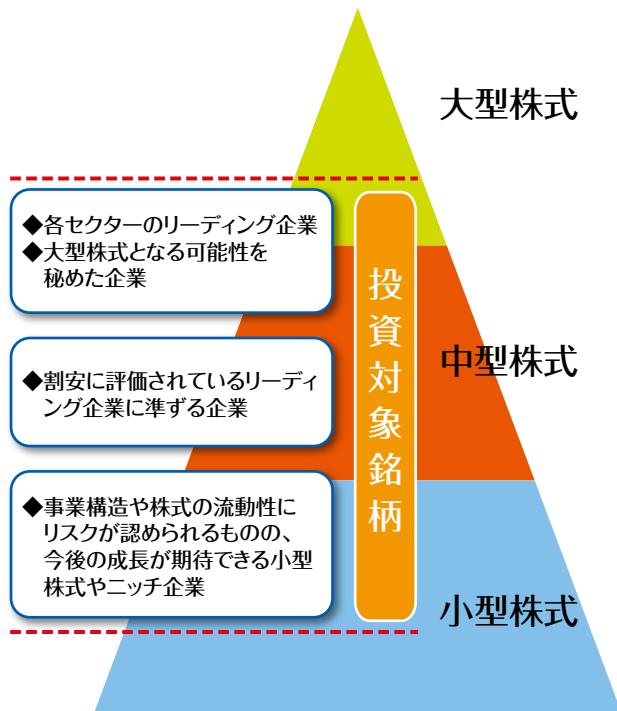 大型株式
◆各セクターのリーディング企業
◆大型株式となる可能性を
秘めた企業
投資対象銘柄
中型株式
◆割安に評価されているリーディ
ング企業に準ずる企業
◆事業構造や株式の流動性に
リスクが認められるものの、
今後の成長が期待できる小型
株式やニッチ企業
小型株式